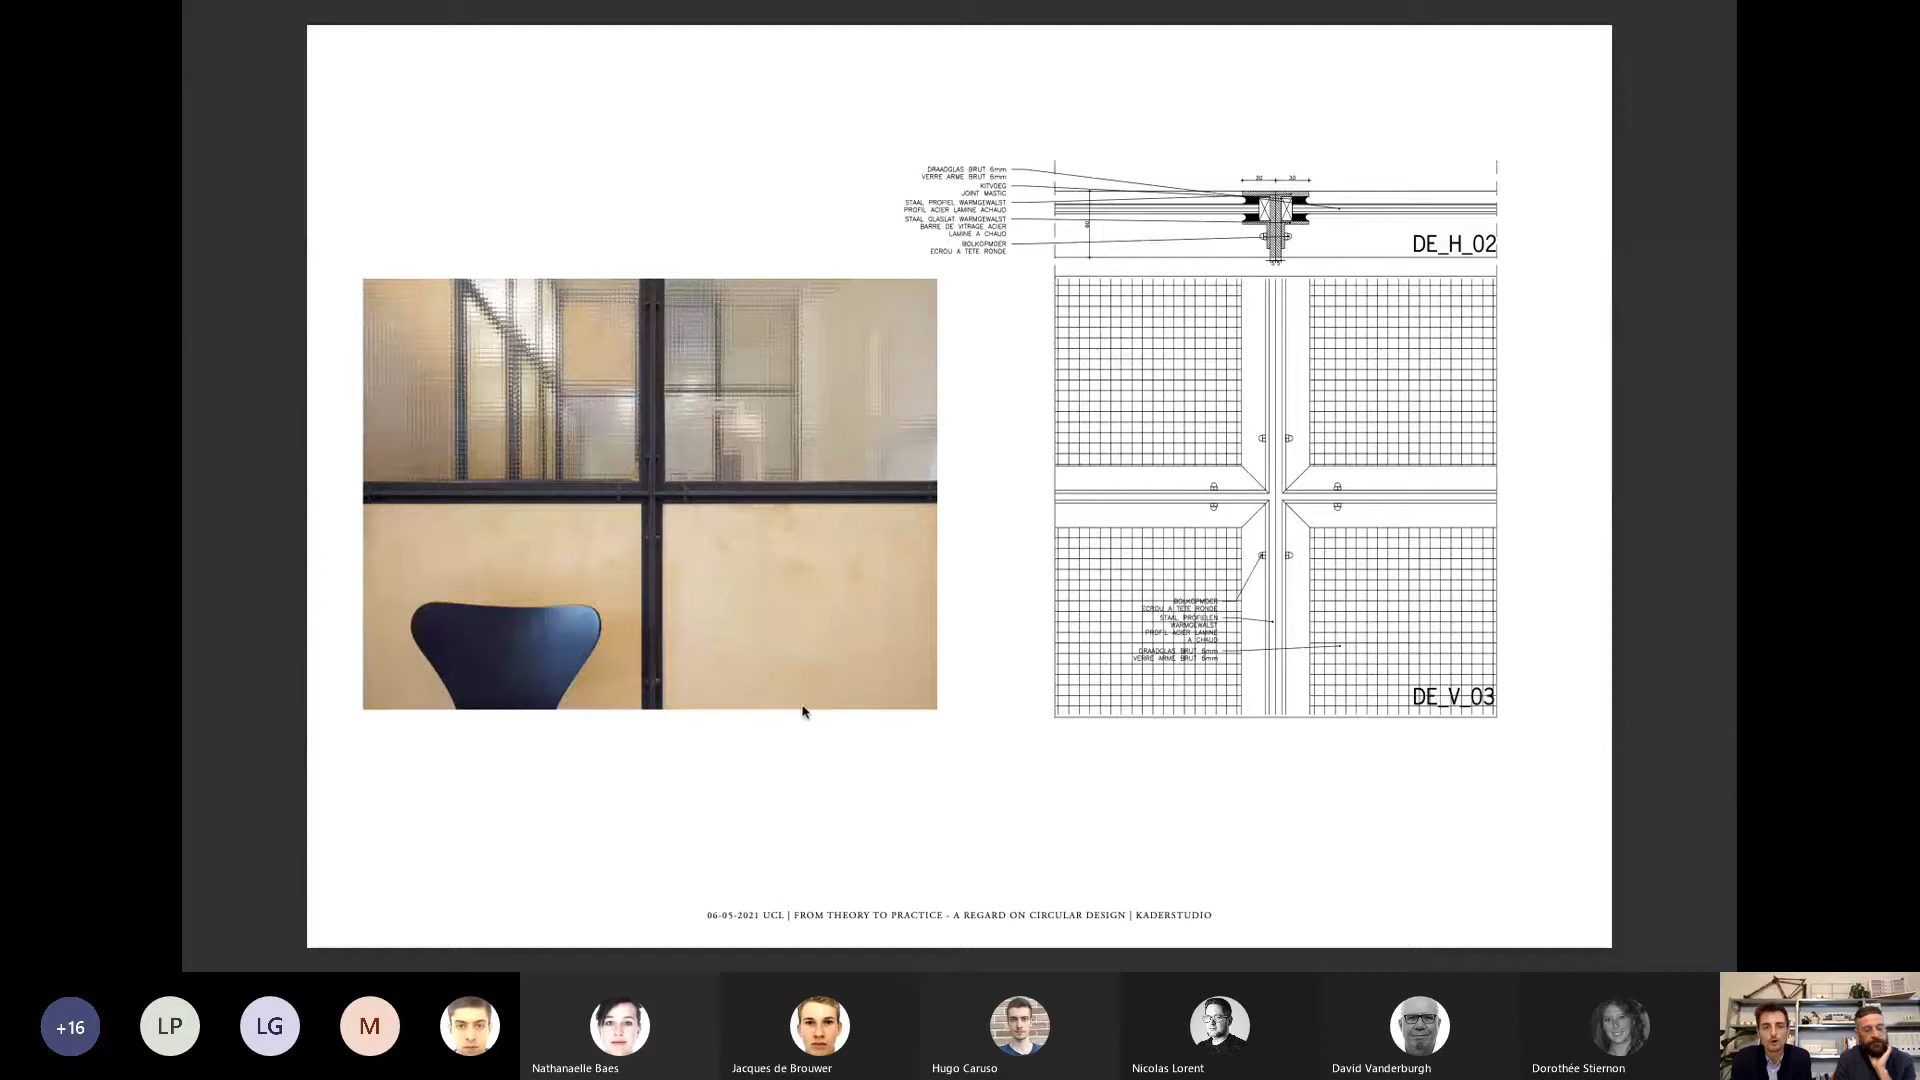 DRAADGLAS BRUT 6mm
VERRE ARME BRUT 6mm
KITVOEG
JOINT MASTIC
STAAL PROFIEL WARMGEWALST
PROFIL ACIER LAMINE ACHAUD
STAAL GLASLAT WARMGEWALST
BARRE DE VITRAGE ACIER
LAMINE A CHAUD
BOLKOPMOER
ECROU A TETE RONDE
30 30
60
DE_H_02
BOLKOPMOER
ECROU A TETE RONDE
STAAL PROFIELEN
WARMGEWALST
PROFIL ACIER LAMINE
A CHAUD
DRAADGLAS BRUT 6mm
VERRE ARME BRUT 6mm
DE_V_03
06-05-2021 UCL | FROM THEORY TO PRACTICE - A REGARD ON CIRCULAR DESIGN | KADERSTUDIO
+16
LP
LG
M
Nathanaelle Baes
Jacques de Brouwer
Hugo Caruso
Nicolas Lorent
David Vanderburgh
Dorothée Stiernon